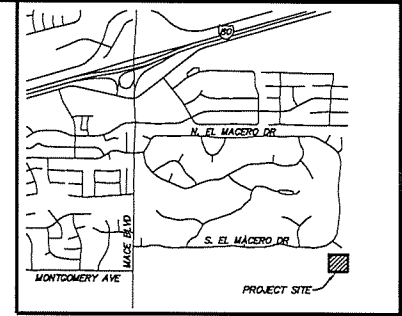 80
N. EL MACERO DR
MACE BLVD
S. EL MACERO DR
MONTGOMERY AVE
PROJECT SITE